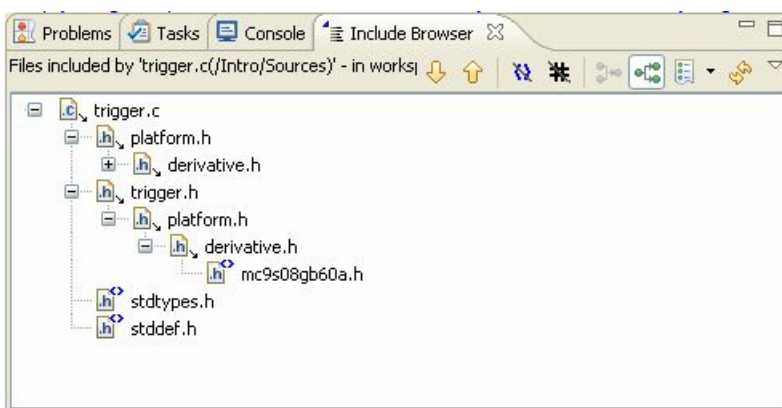 Problems Tasks Console Include Browser
Files included by 'trigger.c(/Intro/Sources)' - in works
trigger.c
platform.h
derivative.h
trigger.h
platform.h
derivative.h
mc9s08gb60a.h
stdtypes.h
stddef.h